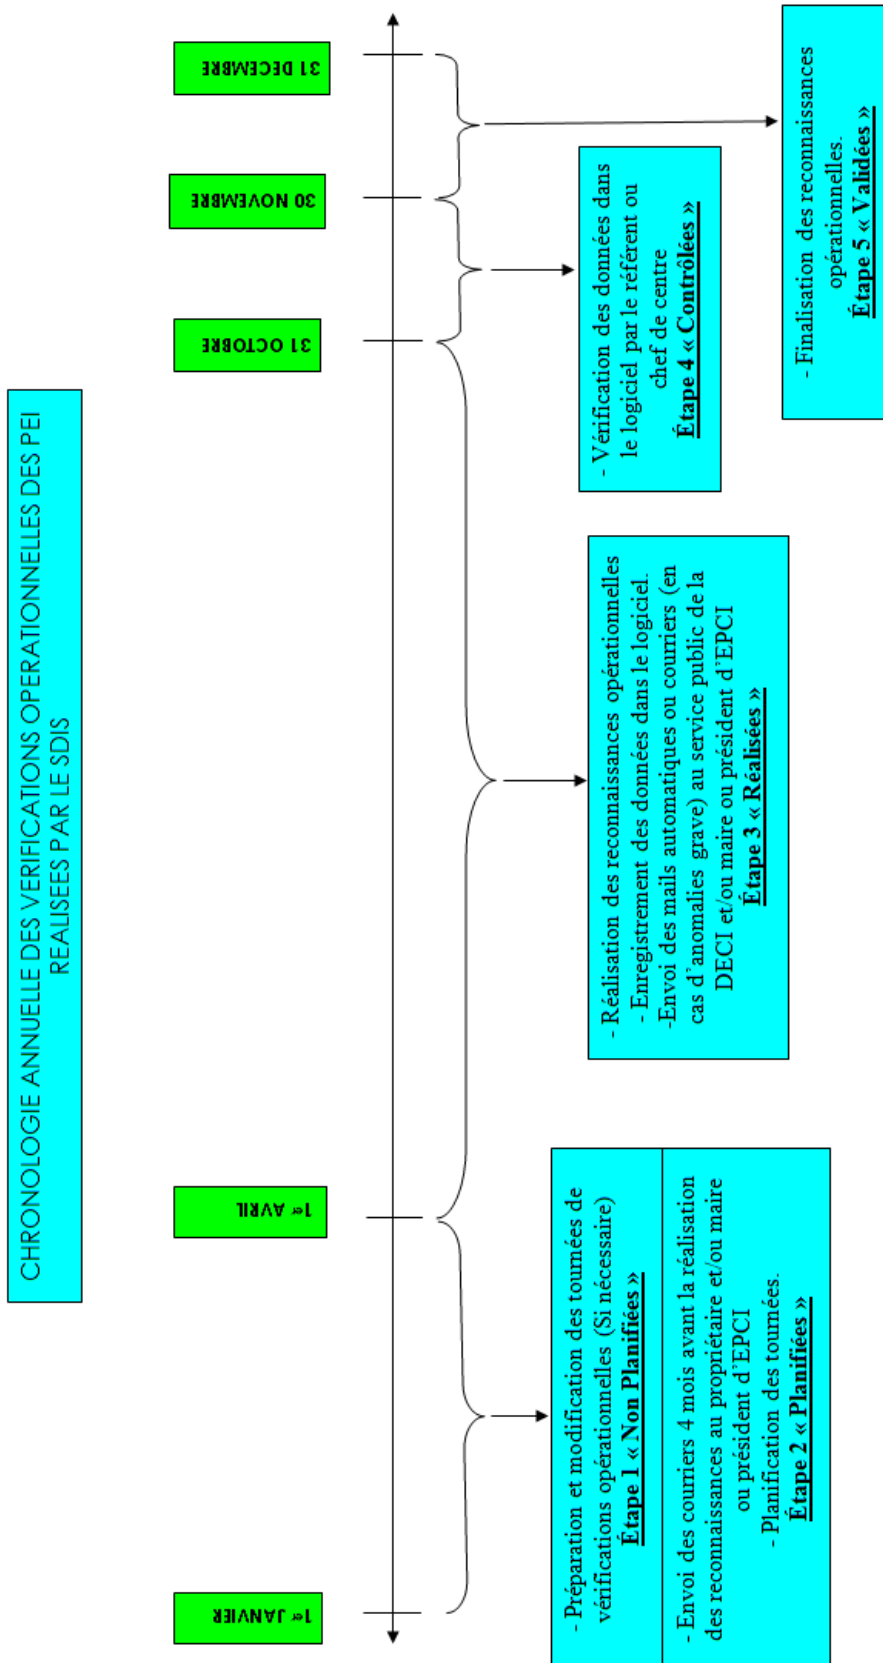 CHRONOLOGIE ANNUELLE DES VERIFICATIONS OPERATIONNELLES DES PEI
REALISEES PAR LE SDIS
1er JANVIER
1er AVRIL
31 OCTOBRE
30 NOVEMBRE
31 DECEMBRE
- Préparation et modification des tournées de
vérifications opérationnelles (Si nécessaire)
Étape 1 « Non Planifiées »
- Envoi des courriers 4 mois avant la réalisation
des reconnaissances au propriétaire et/ou maire
ou président d'EPCI
- Planification des tournées.
Étape 2 « Planifiées »
- Réalisation des reconnaissances opérationnelles
- Enregistrement des données dans le logiciel.
-Envoi des mails automatiques ou courriers (en
cas d'anomalies grave) au service public de la
DECI et/ou maire ou président d'EPCI
Étape 3 « Réalisées »
- Vérification des données dans
le logiciel par le référent ou
chef de centre
Étape 4 « Contrôlées »
- Finalisation des reconnaissances
opérationnelles.
Étape 5 « Validées »